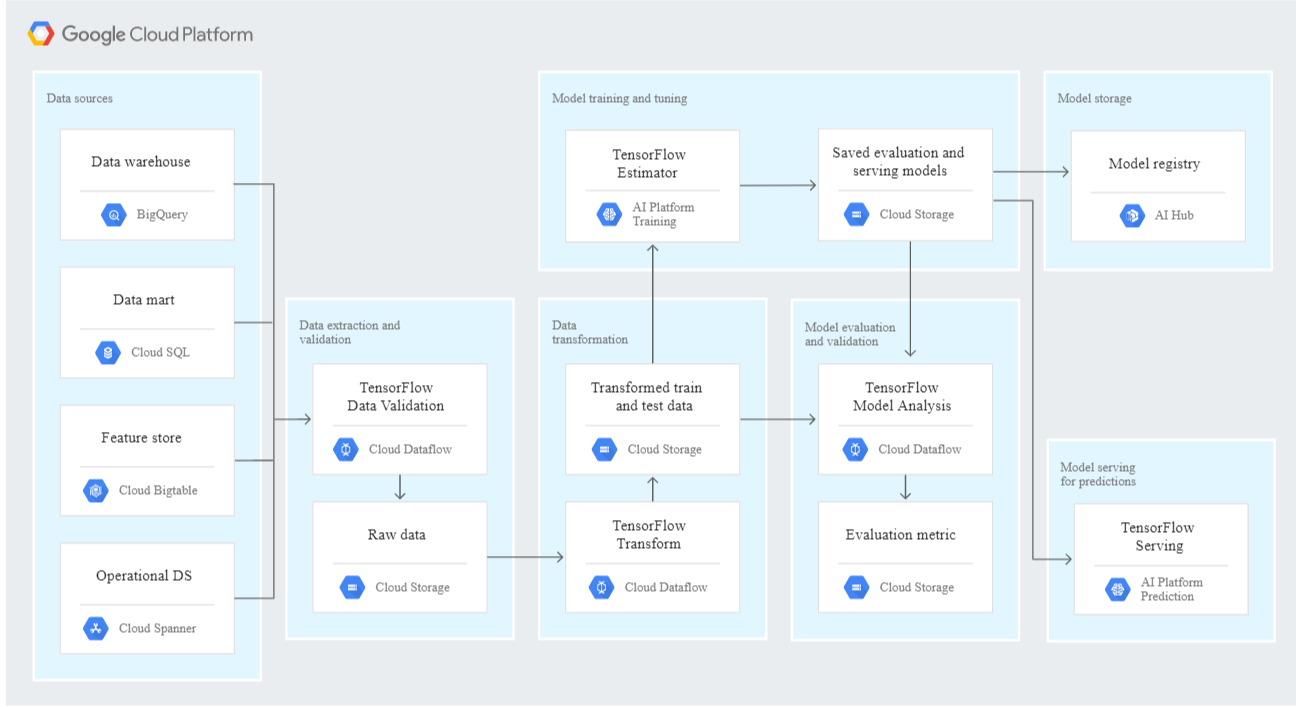 Google Cloud Platform
Data sources
Data warehouse
BigQuery
Data mart
Cloud SQL
Feature store
Cloud Bigtable
Operational DS
Cloud Spanner
Data extraction and
validation
TensorFlow
Data Validation
Cloud Dataflow
Raw data
Cloud Storage
Data
transformation
Transformed train
and test data
Cloud Storage
TensorFlow
Transform
Cloud Dataflow
Model training and tuning
TensorFlow
Estimator
AI Platform
Training
Saved evaluation and
serving models
Cloud Storage
Model evaluation
and validation
TensorFlow
Model Analysis
Cloud Dataflow
Evaluation metric
Cloud Storage
Model storage
Model registry
AI Hub
Model serving
for predictions
TensorFlow
Serving
AI Platform
Prediction